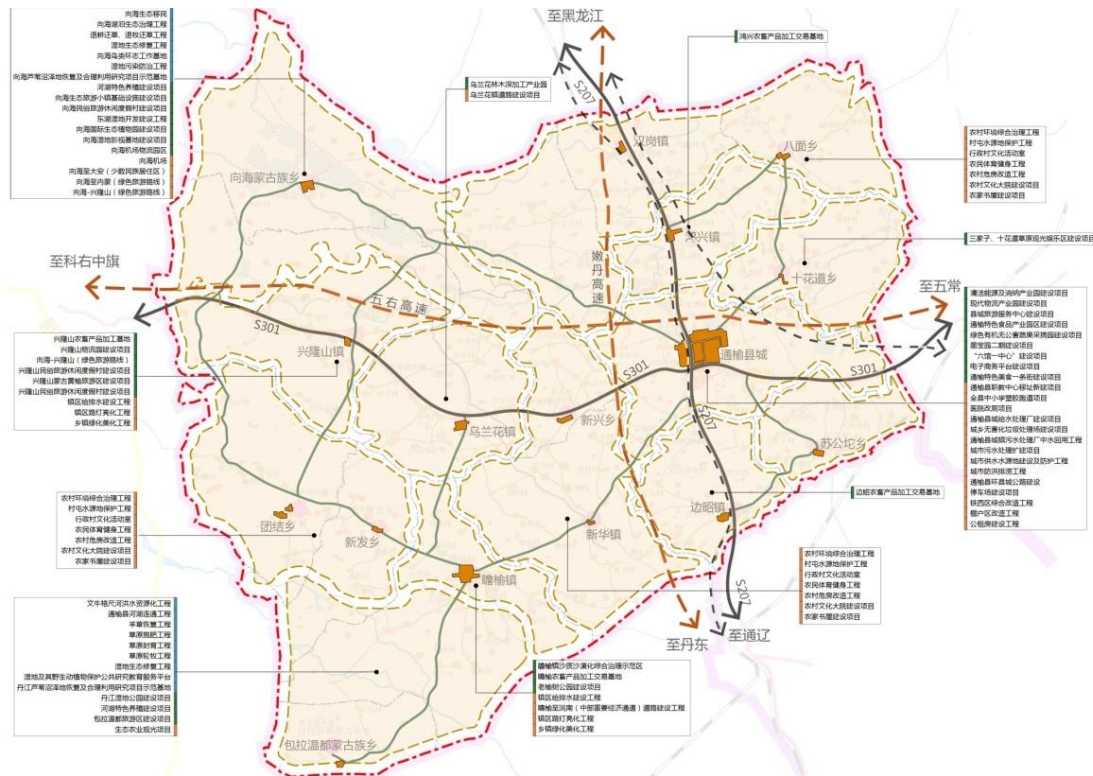 向海生态移民
向海湖泊生态治理工程
退耕还草、退牧还草工程
湿地生态修复工程
向海鸟类环志工作基地
湿地污染防治工程
向海芦苇沼泽地恢复及合理利用研究项目示范基地
河湖特色养殖建设项目
向海生态旅游小镇基础设施建设项目
向海民俗旅游休闲度假村建设项目
东湖湿地开发建设工程
向海国际生态植物园建设项目
向海湿地影视基地建设项目
向海机场物流园区
向海机场
向海至大安（少数民族居住区）
向海至内蒙（绿色旅游路线）
向海-兴隆山（绿色旅游路线）
至黑龙江
鸿兴农畜产品加工交易基地
乌兰花林木深加工产业园
乌兰花镇道路建设项目
S207
汉岗镇
八面乡
农村环境综合治理工程
村屯水源地保护工程
行政村文化活动室
农民体育健身工程
农村危房改造工程
农村文化大院建设项目
农家书屋建设项目
向海蒙古族乡
鸿兴镇
三家子、十花道草原观光娱乐区建设项目
至科右中旗
嫩丹高速
十花道乡
至五常
五右高速
S301
兴隆山镇
通榆县城
S301
S301
兴隆山农畜产品加工基地
兴隆山物流园建设项目
向海-兴隆山（绿色旅游路线）
兴隆山民俗旅游休闲度假村建设项目
兴隆山蒙古黄榆旅游区建设项目
兴隆山民俗旅游休闲度假村建设项目
镇区给排水建设工程
镇区路灯亮化工程
乡镇绿化美化工程
清洁能源及消纳产业园建设项目
现代物流产业园建设项目
县城旅游服务中心建设项目
通榆特色食品产业园区建设项目
绿色有机无公害蔬果采摘园建设项目
墨宝园二期建设项目
“六馆一中心”建设项目
电子商务平台建设项目
通榆特色美食一条街建设项目
通榆县职教中心移址新建项目
全县中小学塑胶跑道项目
医院改扩项目
通榆县城给水处理厂建设项目
城乡无害化垃圾处理场建设项目
通榆县城镇污水处理厂中水回用工程
城市污水处理扩建项目
城市供水水源地建设及防护工程
城市防洪排涝工程
通榆县环县城公路建设
停车场建设项目
铁西区综合改造工程
棚户区改造工程
公租房建设工程
乌兰花镇
新兴乡
S207
苏公坨乡
边昭农畜产品加工交易基地
边昭镇
农村环境综合治理工程
村屯水源地保护工程
行政村文化活动室
农民体育健身工程
农村危房改造工程
农村文化大院建设项目
农家书屋建设项目
团结乡
新发乡
新华镇
瞻榆镇
农村环境综合治理工程
村屯水源地保护工程
行政村文化活动室
农民体育健身工程
农村危房改造工程
农村文化大院建设项目
农家书屋建设项目
S207
至丹东
至通辽
文牛格尺河洪水资源化工程
通榆县河湖连通工程
羊草恢复工程
草原施肥工程
草原封育工程
草原轮牧工程
湿地生态修复工程
湿地及其野生动植物保护公共研究教育服务平台
丹江芦苇沼泽地恢复及合理利用研究项目示范基地
丹江湿地公园建设项目
河湖特色养殖建设项目
包拉温都旅游区建设项目
生态农业观光项目
瞻榆镇沙质沙漠化综合治理示范区
瞻榆农畜产品加工交易基地
老榆树公园建设项目
镇区给排水建设工程
瞻榆至洮南（中部重要经济通道）道路建设工程
镇区路灯亮化工程
乡镇绿化美化工程
包拉温都蒙古族乡